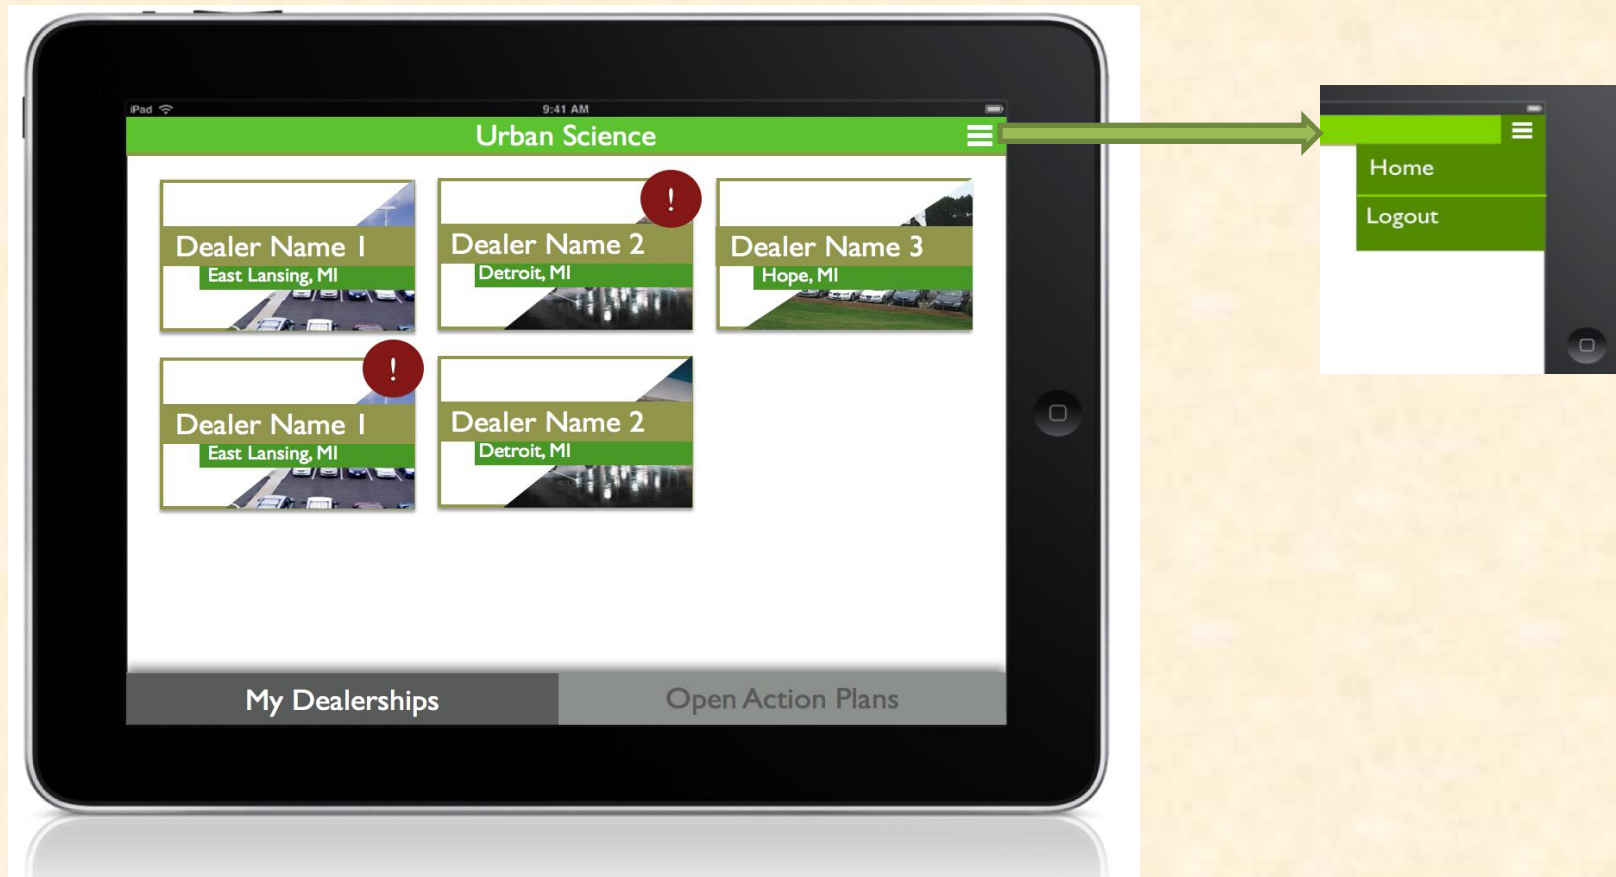 iPad 9:41 AM
Urban Science
Dealer Name 1
East Lansing, MI
!
Dealer Name 2
Detroit, MI
Dealer Name 3
Hope, MI
!
Dealer Name 1
East Lansing, MI
Dealer Name 2
Detroit, MI
My Dealerships
Open Action Plans
Home
Logout